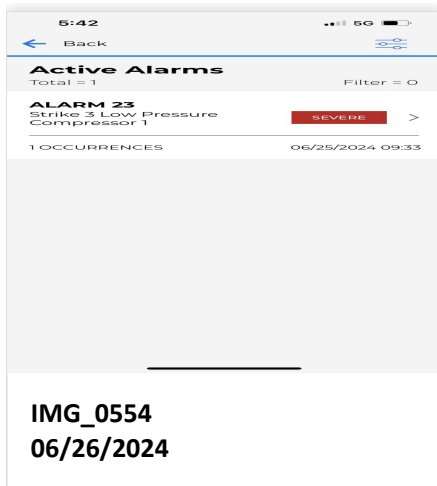 5:42 5G
Back
Active Alarms
Total = 1 Filter = 0
ALARM 23
Strike 3 Low Pressure
Compressor 1
SEVERE >
1 OCCURRENCES 06/25/2024 09:33
IMG_0554
06/26/2024